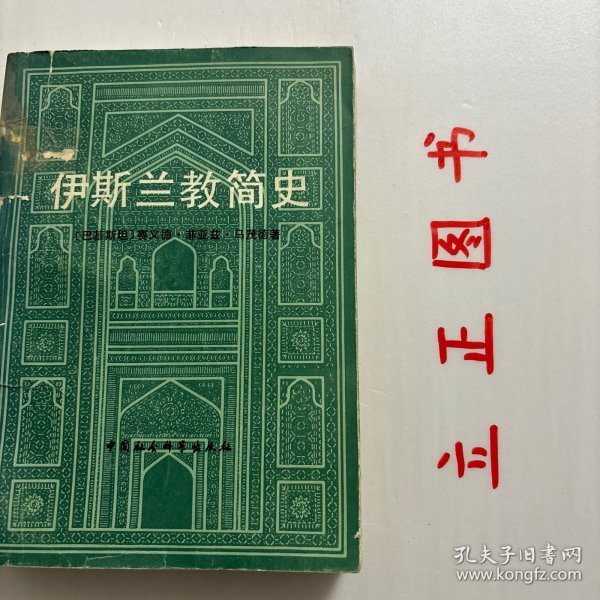 伊斯兰教简史
〔巴基斯坦〕赛义德·菲亚兹·马茂德著
中国社会科学出版社
立正图书
孔夫子旧书网
www.kongfz.com